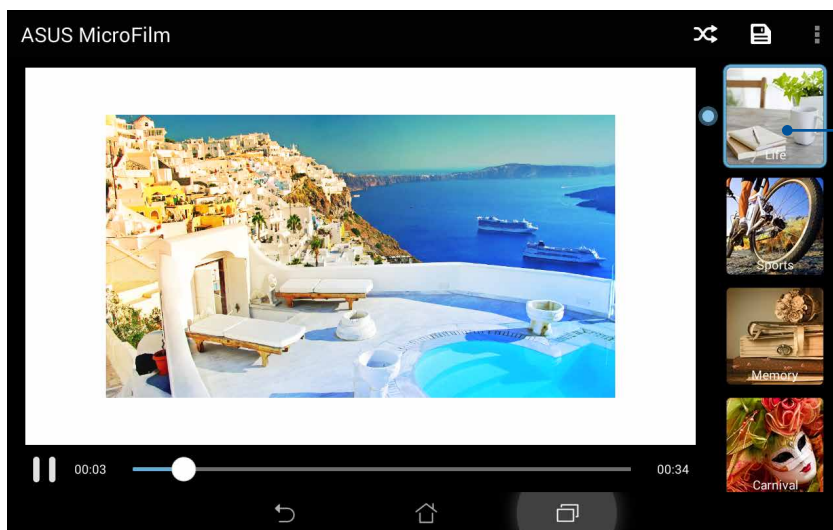 ASUS MicroFilm
Life
Sports
Memory
Carnival
00:03
00:34